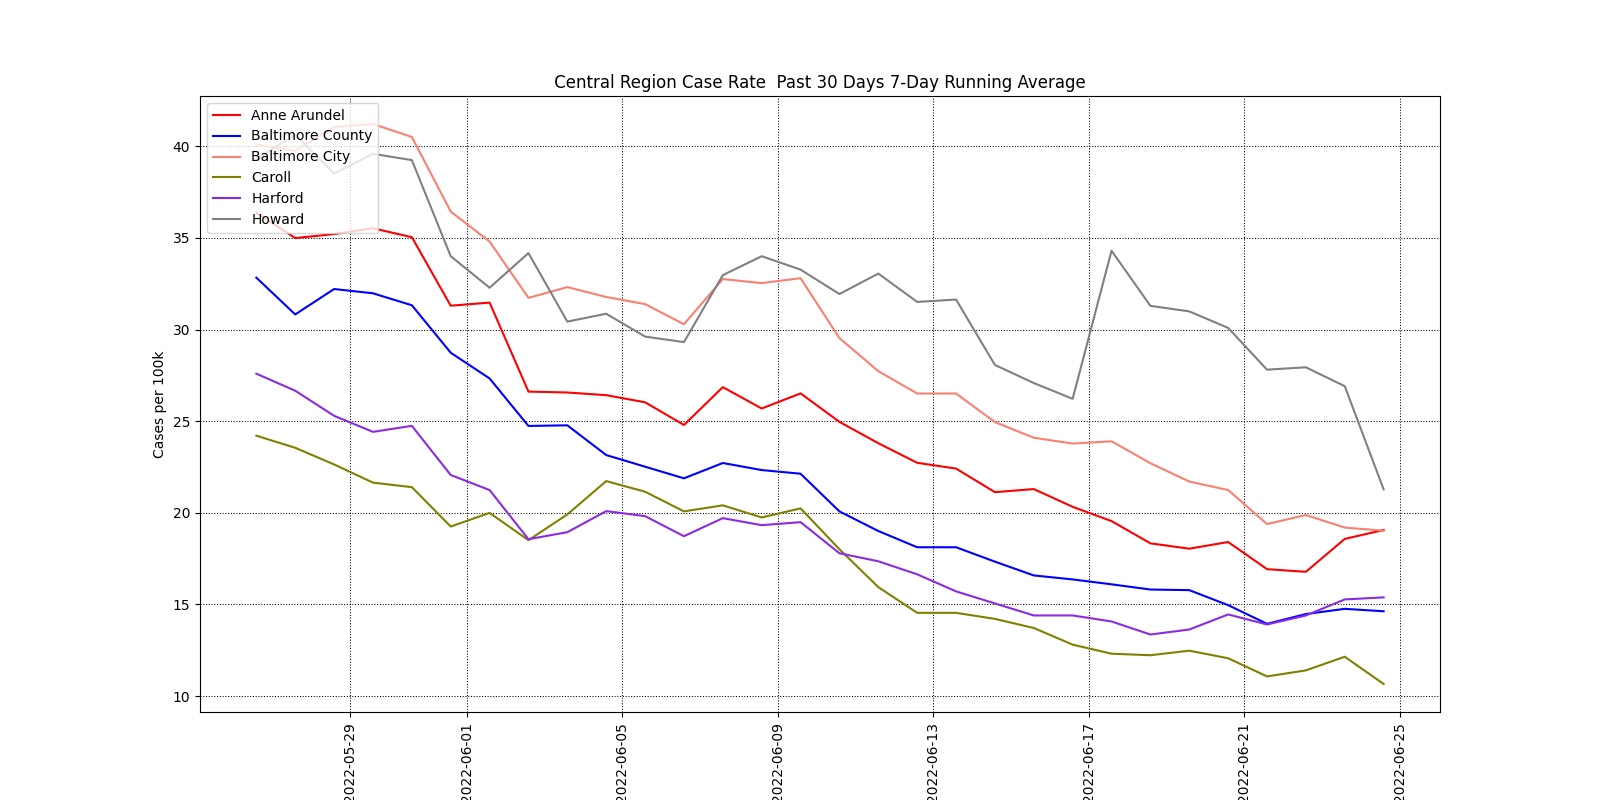 Central Region Case Rate  Past 30 Days 7-Day Running Average
Anne Arundel
Baltimore County
Baltimore City
Caroll
Harford
Howard
Cases per 100k
40
35
30
25
20
15
10
2022-05-29
2022-06-01
2022-06-05
2022-06-09
2022-06-13
2022-06-17
2022-06-21
2022-06-25